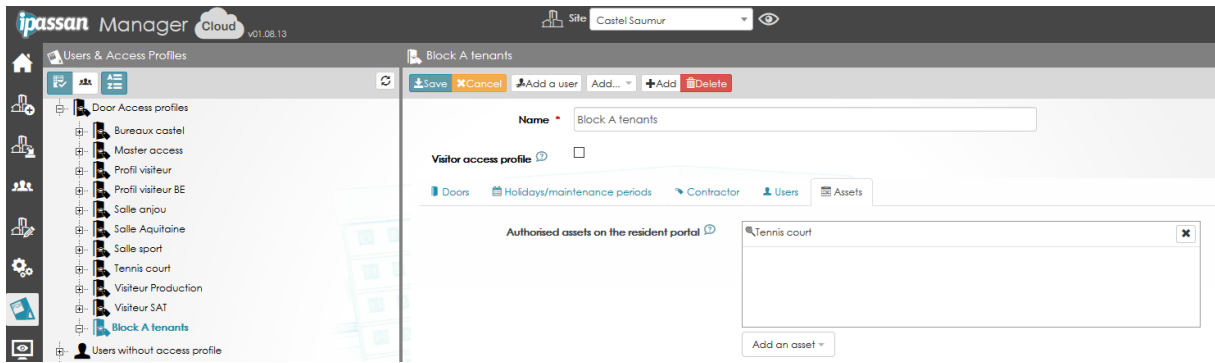 ipassan Manager Cloud v01.08.13
Site Castel Saumur
Users & Access Profiles
Door Access profiles
Bureaux castel
Master access
Profil visiteur
Profil visiteur BE
Salle anjou
Salle Aquitaine
Salle sport
Tennis court
Visiteur Production
Visiteur SAT
Block A tenants
Users without access profile
Block A tenants
Save Cancel Add a user Add... Add Delete
Name * Block A tenants
Visitor access profile
Doors Holidays/maintenance periods Contractor Users Assets
Authorised assets on the resident portal Tennis court
Add an asset